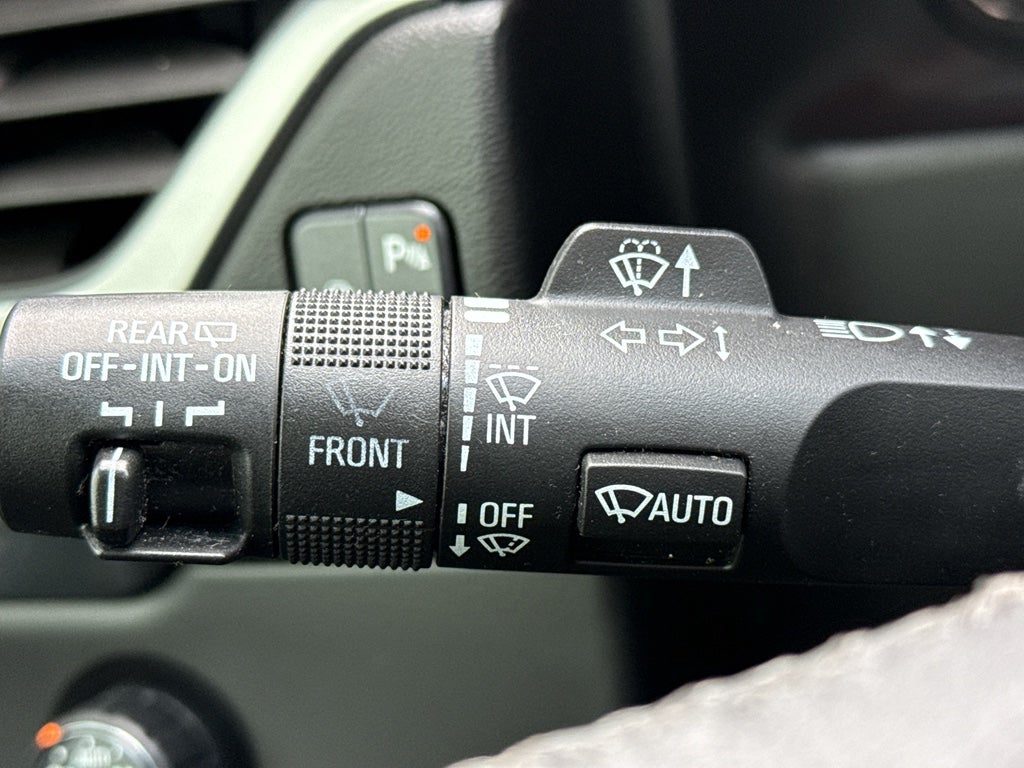 P
REAR
OFF-INT-ON
FRONT
INT
OFF
AUTO